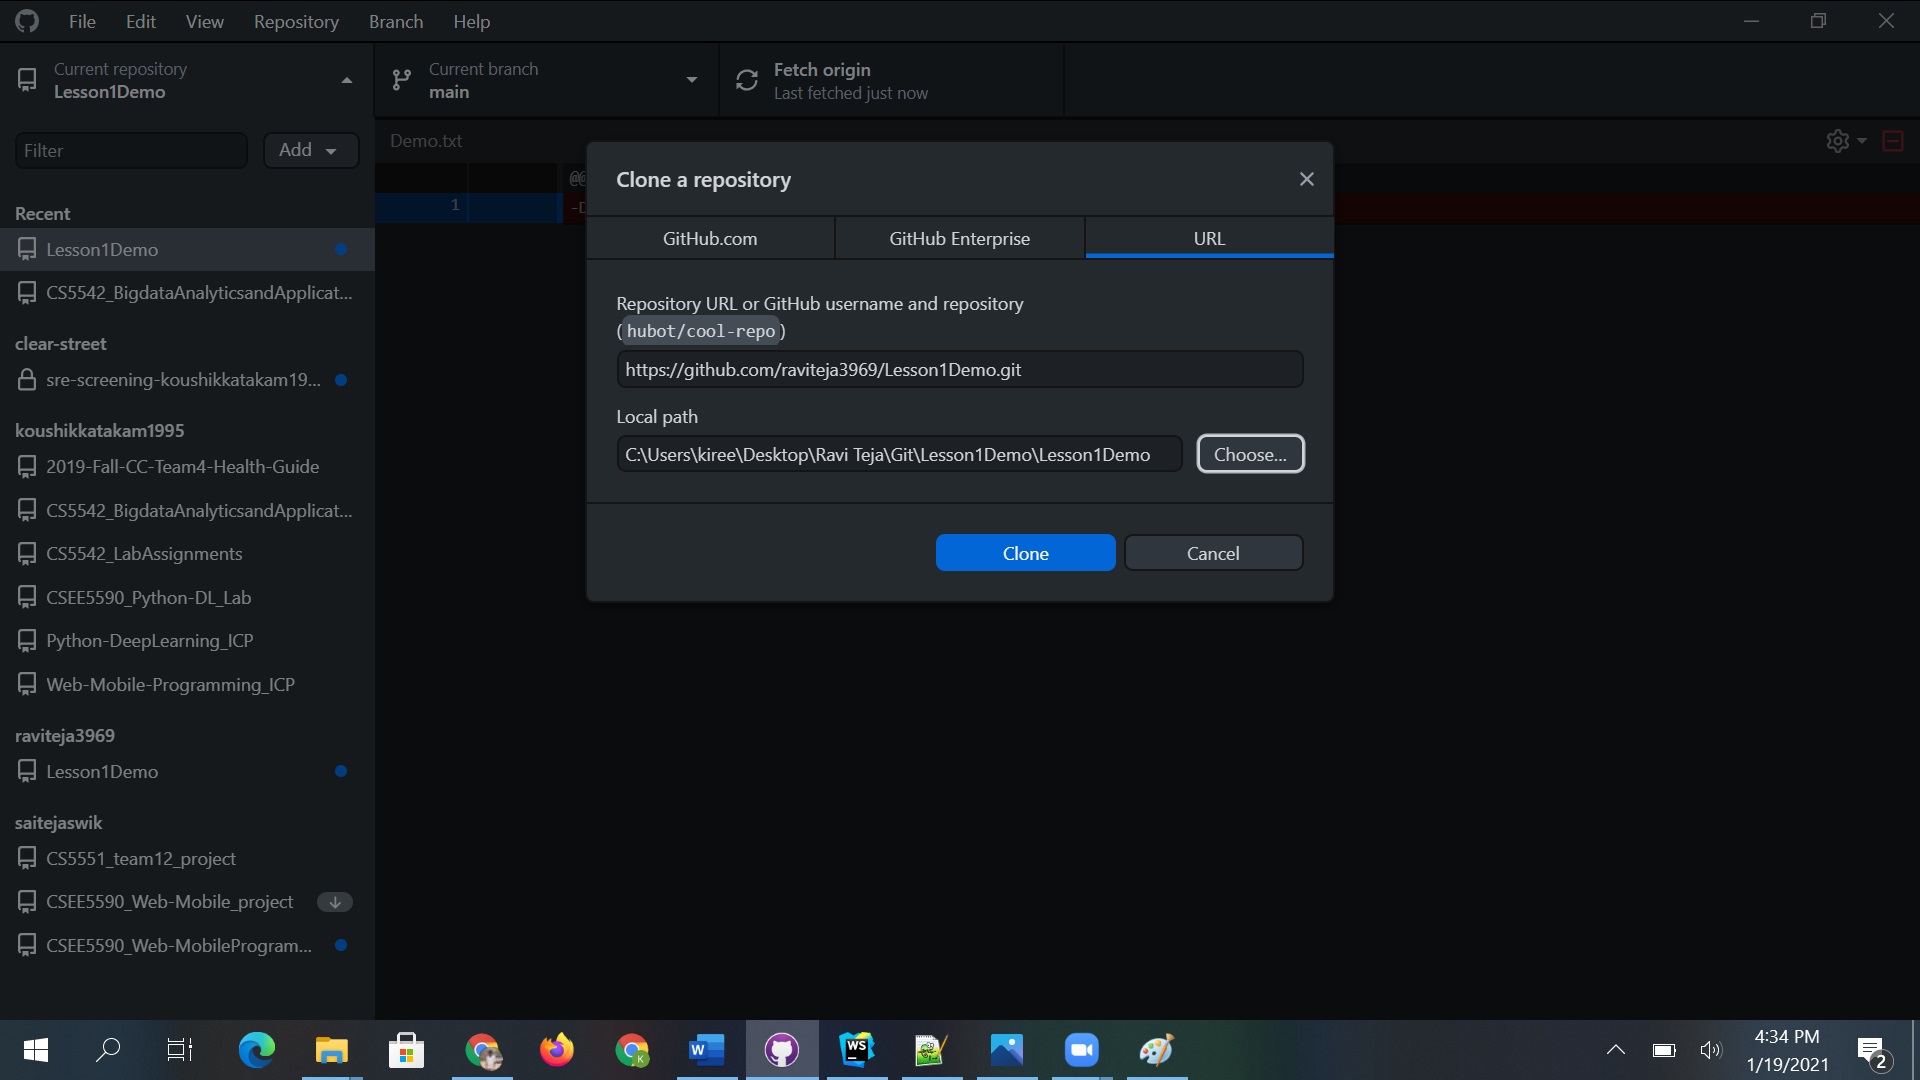 File Edit View Repository Branch Help
Current repository
Lesson1Demo
Current branch
main
Fetch origin
Last fetched just now
Filter
Add
Recent
Lesson1Demo
CS5542_BigdataAnalyticsandApplicat...
clear-street
sre-screening-koushikkatakam19...
koushikkatakam1995
2019-Fall-CC-Team4-Health-Guide
CS5542_BigdataAnalyticsandApplicat...
CS5542_LabAssignments
CSEE5590_Python-DL_Lab
Python-DeepLearning_ICP
Web-Mobile-Programming_ICP
raviteja3969
Lesson1Demo
saitejaswik
CS5551_team12_project
CSEE5590_Web-Mobile_project
CSEE5590_Web-MobileProgram...
Demo.txt
@@
1 -D
Clone a repository
GitHub.com GitHub Enterprise URL
Repository URL or GitHub username and repository
(hubot/cool-repo)
https://github.com/raviteja3969/Lesson1Demo.git
Local path
C:\Users\kiree\Desktop\Ravi Teja\Git\Lesson1Demo\Lesson1Demo Choose...
Clone Cancel
W WS K
4:34 PM
1/19/2021
2